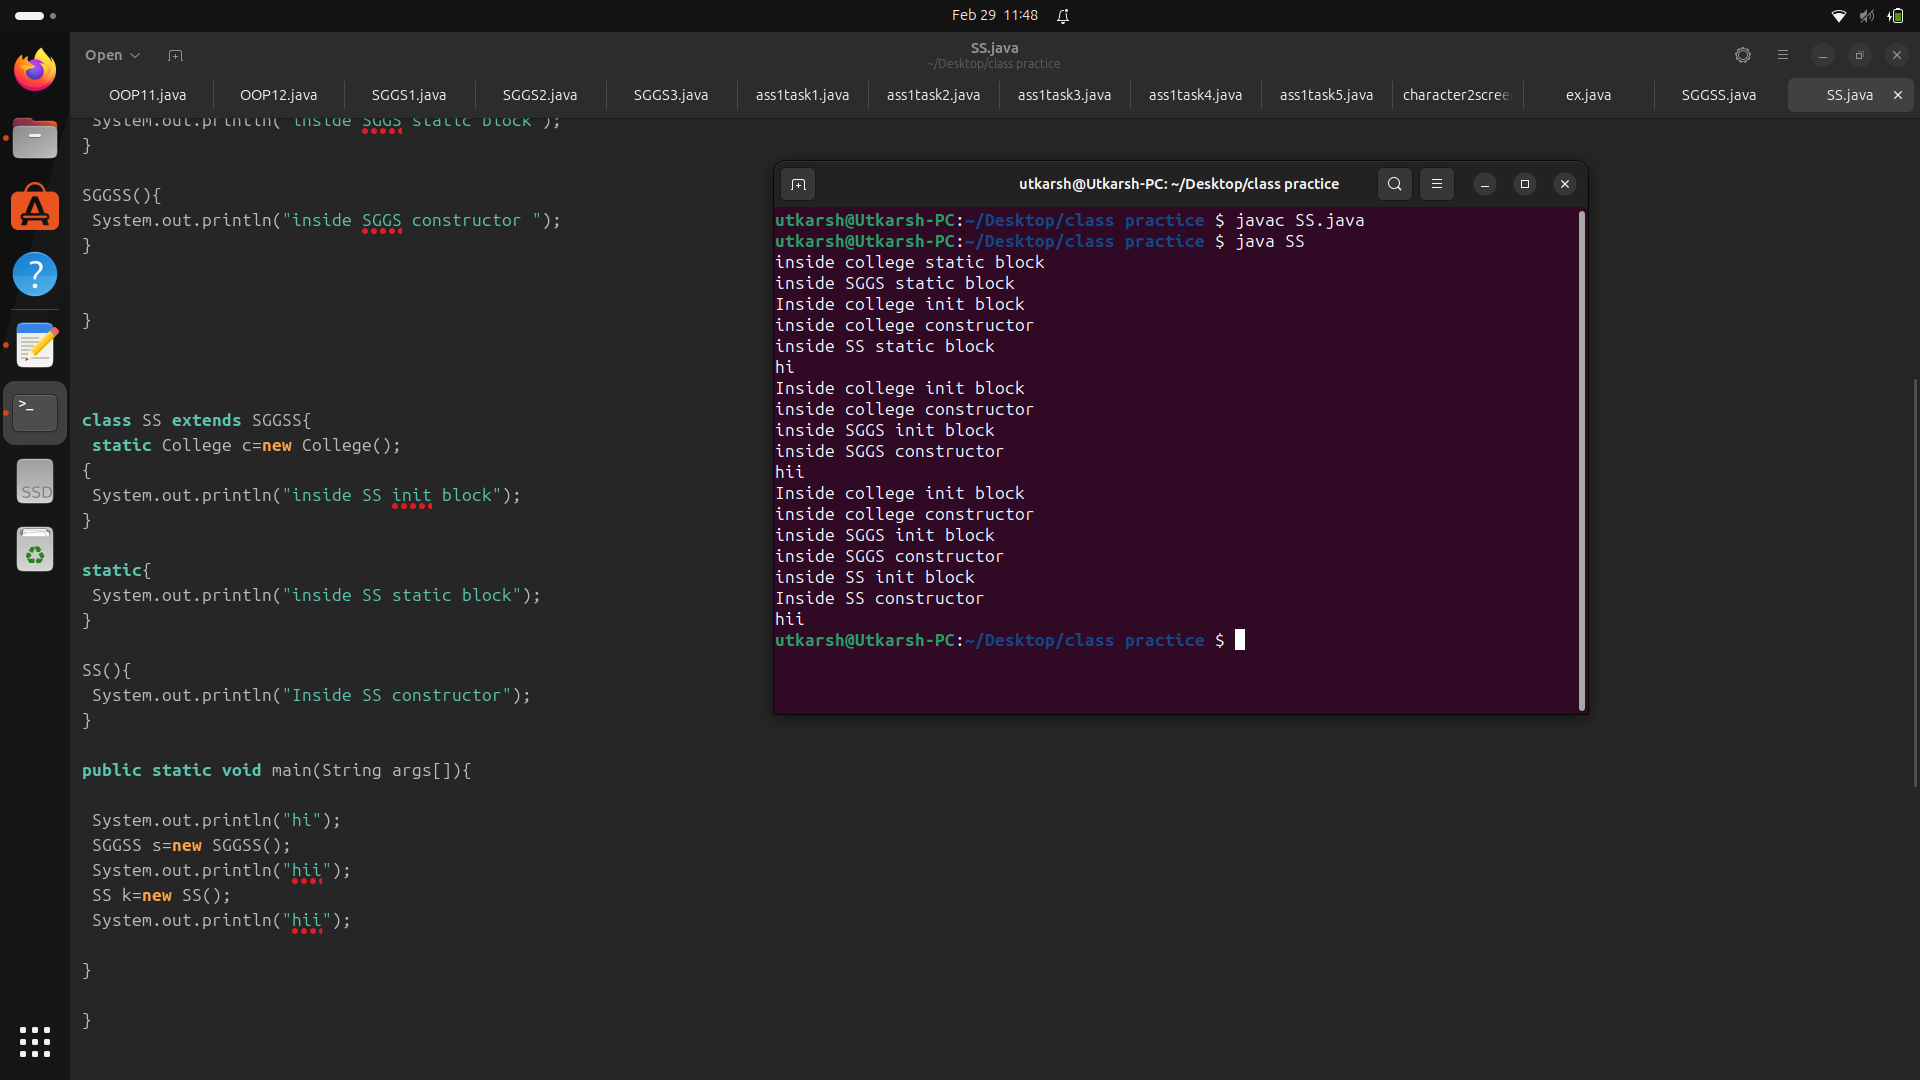 Feb 29 11:48
Open
SS.java
~/Desktop/class practice
OOP11.java
OOP12.java
SGGS1.java
SGGS2.java
SGGS3.java
ass1task1.java
ass1task2.java
ass1task3.java
ass1task4.java
ass1task5.java
character2scree
ex.java
SGGSS.java
SS.java
System.out.println("inside SGGS static block");
}
SGGSS(){
System.out.println("inside SGGS constructor ");
}
}
class SS extends SGGSS{
static College c=new College();
{
System.out.println("inside SS init block");
}
static{
System.out.println("inside SS static block");
}
SS(){
System.out.println("Inside SS constructor");
}
public static void main(String args[]){
System.out.println("hi");
SGGSS s=new SGGSS();
System.out.println("hii");
SS k=new SS();
System.out.println("hii");
}
}
utkarsh@Utkarsh-PC: ~/Desktop/class practice
utkarsh@Utkarsh-PC:~/Desktop/class practice $ javac SS.java
utkarsh@Utkarsh-PC:~/Desktop/class practice $ java SS
inside college static block
inside SGGS static block
Inside college init block
inside college constructor
inside SS static block
hi
Inside college init block
inside college constructor
inside SGGS init block
inside SGGS constructor
hii
Inside college init block
inside college constructor
inside SGGS init block
inside SGGS constructor
inside SS init block
Inside SS constructor
hii
utkarsh@Utkarsh-PC:~/Desktop/class practice $
SSD